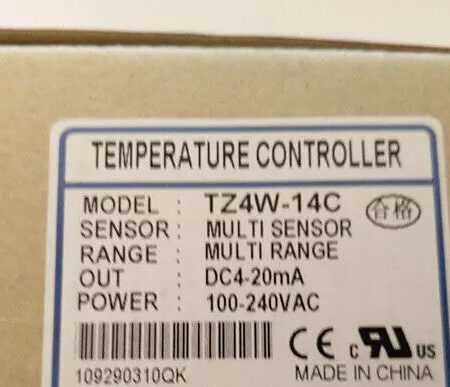 TEMPERATURE CONTROLLER
MODEL : TZ4W-14C 合格
SENSOR : MULTI SENSOR
RANGE : MULTI RANGE
OUT : DC4-20mA
POWER : 100-240VAC
CE c RU US
109290310QK MADE IN CHINA